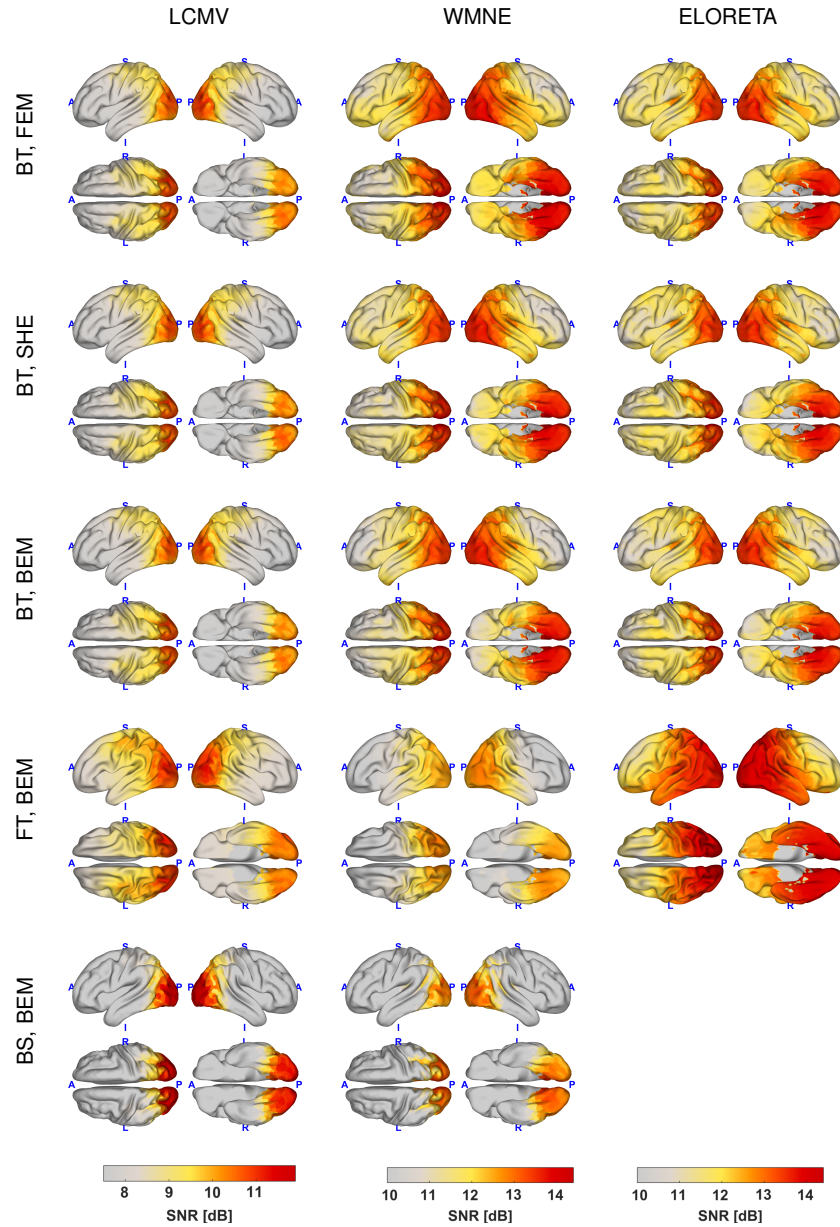 LCMV WMNE ELORETA
BT, FEM
S S S S S S
A P P A A P P A A P P A
I I I I I I
R R R
A A P A A P A A P
L R L R L R
BT, SHE
S S S S S S
A P P A A P P A A P P A
I I I I I I
R R R
A A P A A P A A P
L R L R L R
BT, BEM
S S S S S S
A P P A A P P A A P P A
I I I I I I
R R R
A A P A A P A A P
L R L R L R
FT, BEM
S S S S S S
A P P A A P P A A P P A
I I I I I I
R R R
A A P A A P A A P
L R L R L R
BS, BEM
S S S S
A P P A A P P A
I I I I
R R
A A P A A P
L R L R
8 9 10 11
SNR [dB]
10 11 12 13 14
SNR [dB]
10 11 12 13 14
SNR [dB]